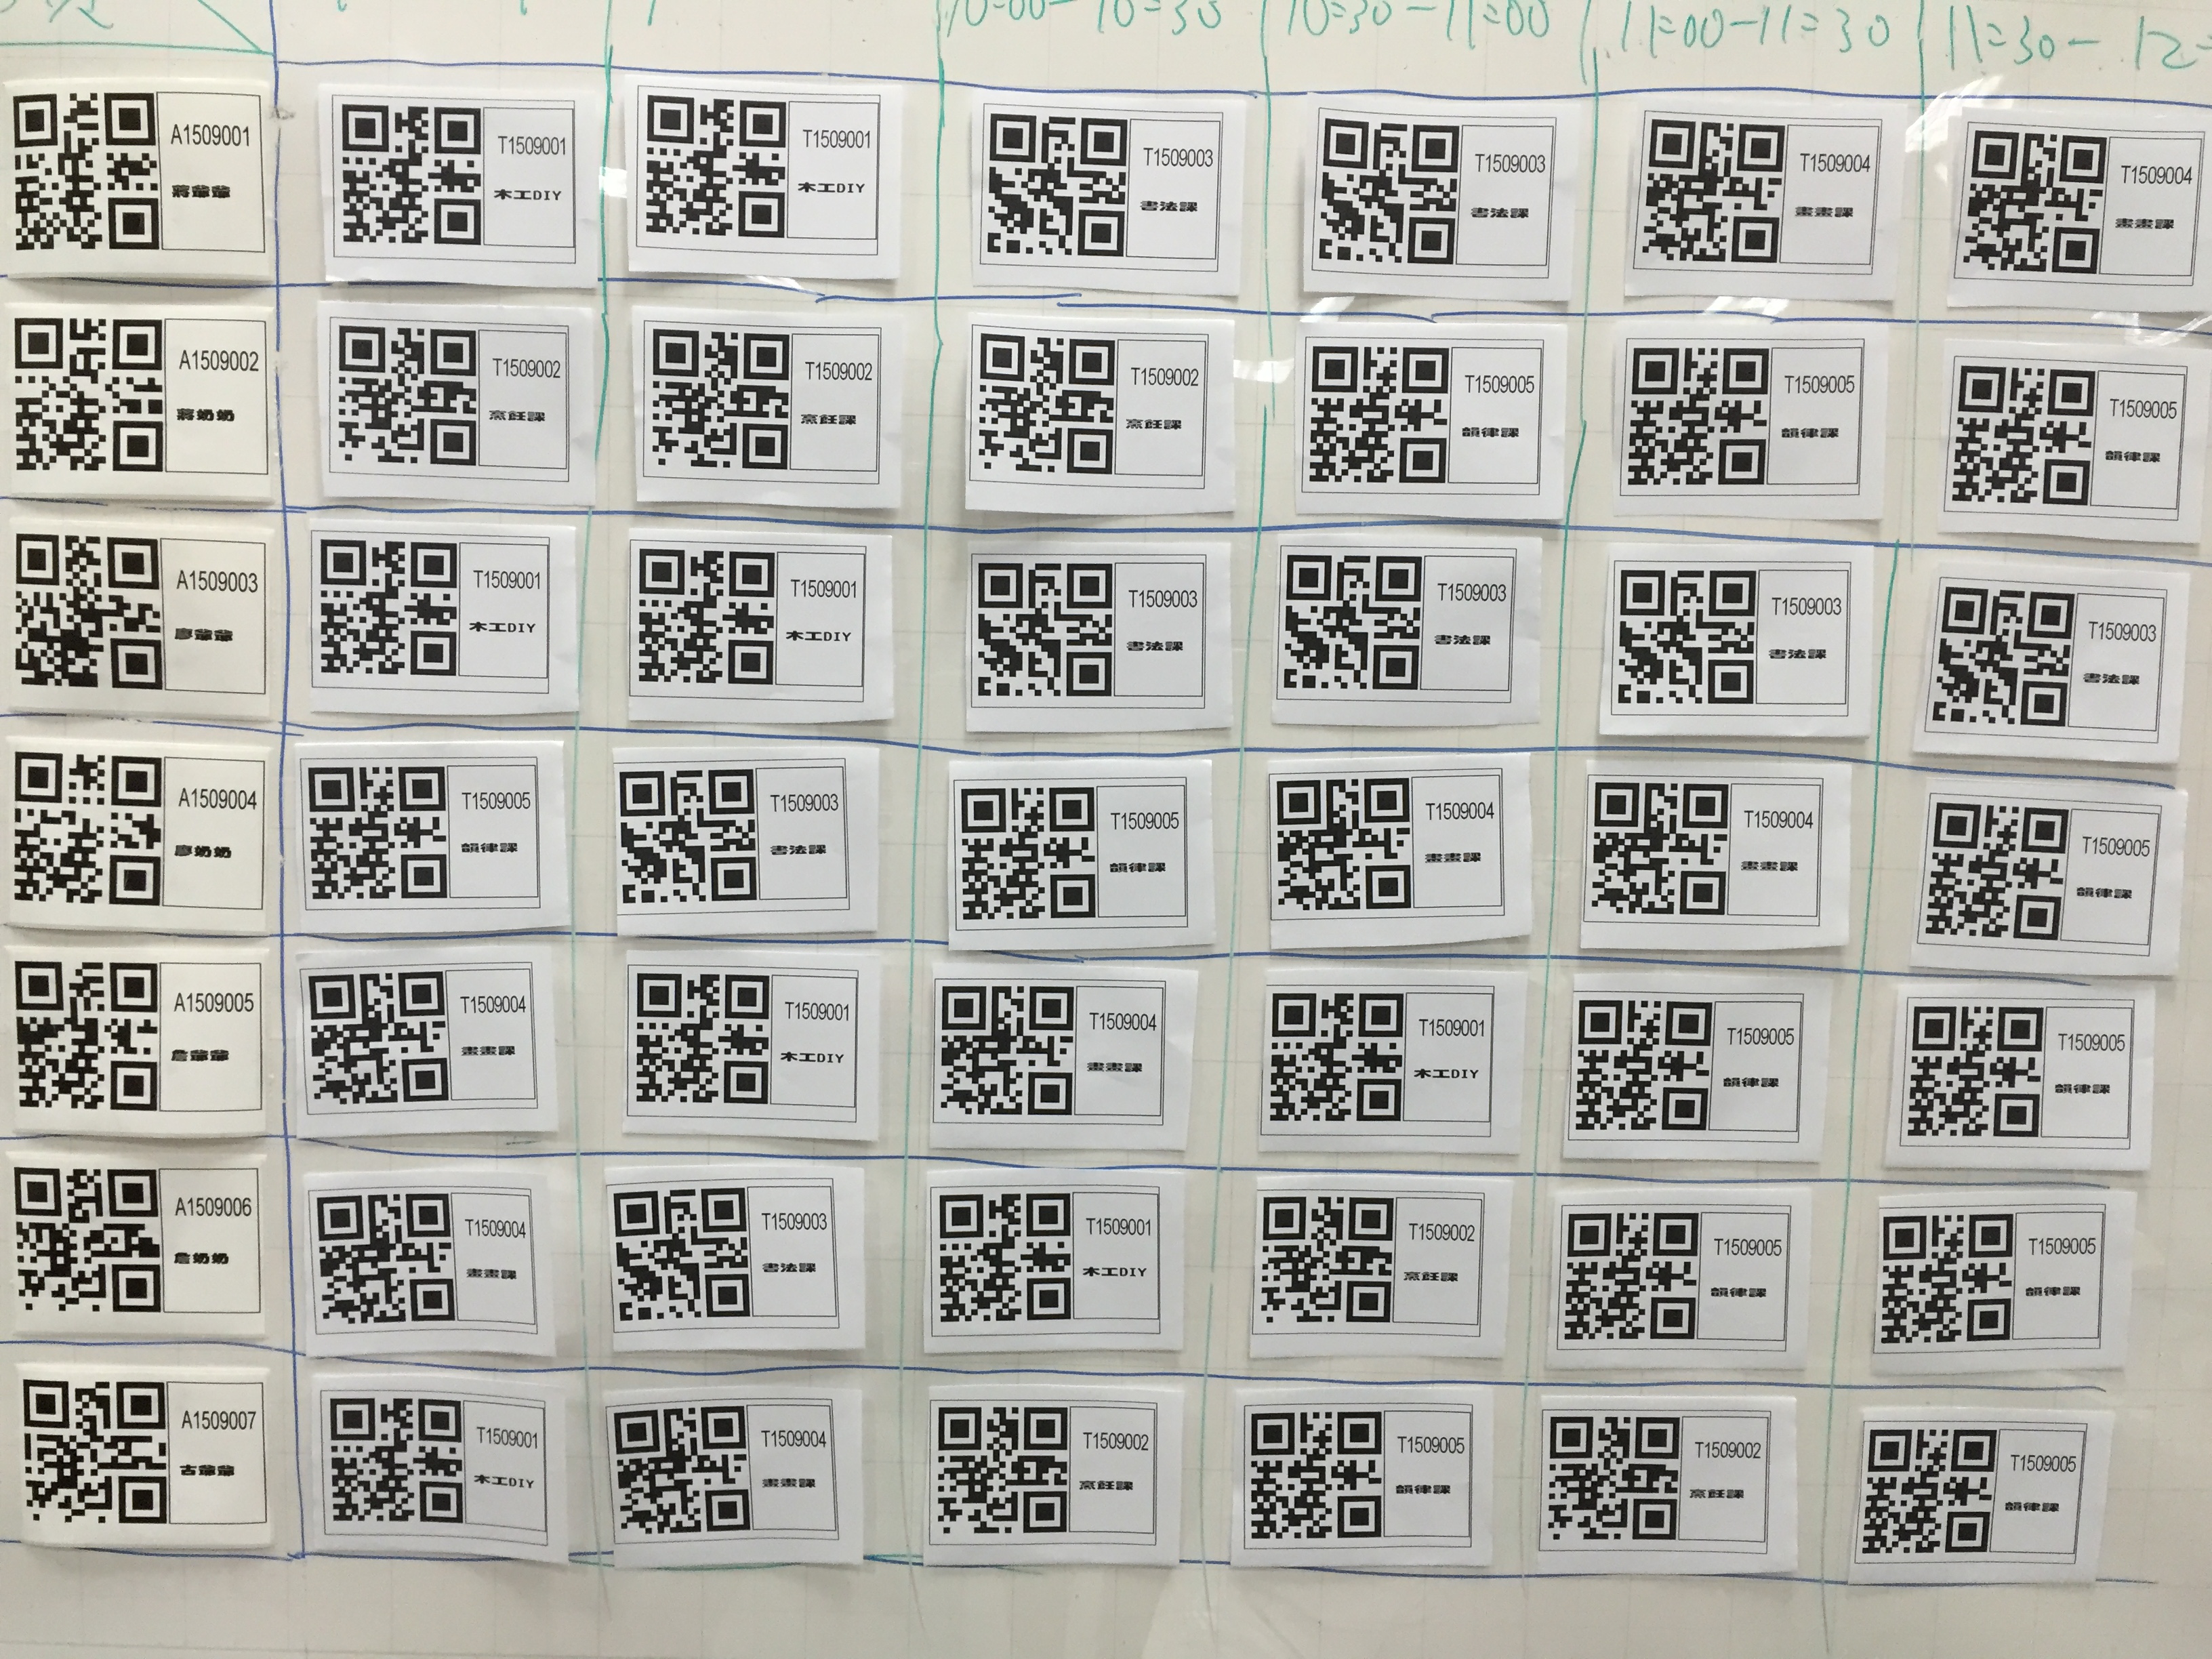 10=00-10=30 10=30-11=00 11=00-11=30 11=30-12=
A1509001 T1509001 T1509001 T1509003 T1509003 T1509004 T1509004
蔣爺爺 木工DIY 木工DIY 書法課 書法課 畫畫課 畫畫課
A1509002 T1509002 T1509002 T1509002 T1509005 T1509005 T1509005
蔣奶奶 烹飪課 烹飪課 烹飪課 韻律課 韻律課 韻律課
A1509003 T1509001 T1509001 T1509003 T1509003 T1509003 T1509003
廖爺爺 木工DIY 木工DIY 書法課 書法課 書法課 書法課
A1509004 T1509005 T1509003 T1509005 T1509004 T1509004 T1509005
廖奶奶 韻律課 書法課 韻律課 畫畫課 畫畫課 韻律課
A1509005 T1509004 T1509001 T1509004 T1509001 T1509005 T1509005
詹爺爺 畫畫課 木工DIY 畫畫課 木工DIY 韻律課 韻律課
A1509006 T1509004 T1509003 T1509001 T1509002 T1509005 T1509005
詹奶奶 畫畫課 書法課 木工DIY 烹飪課 韻律課 韻律課
A1509007 T1509001 T1509004 T1509002 T1509005 T1509002 T1509005
古爺爺 木工DIY 畫畫課 烹飪課 韻律課 烹飪課 韻律課